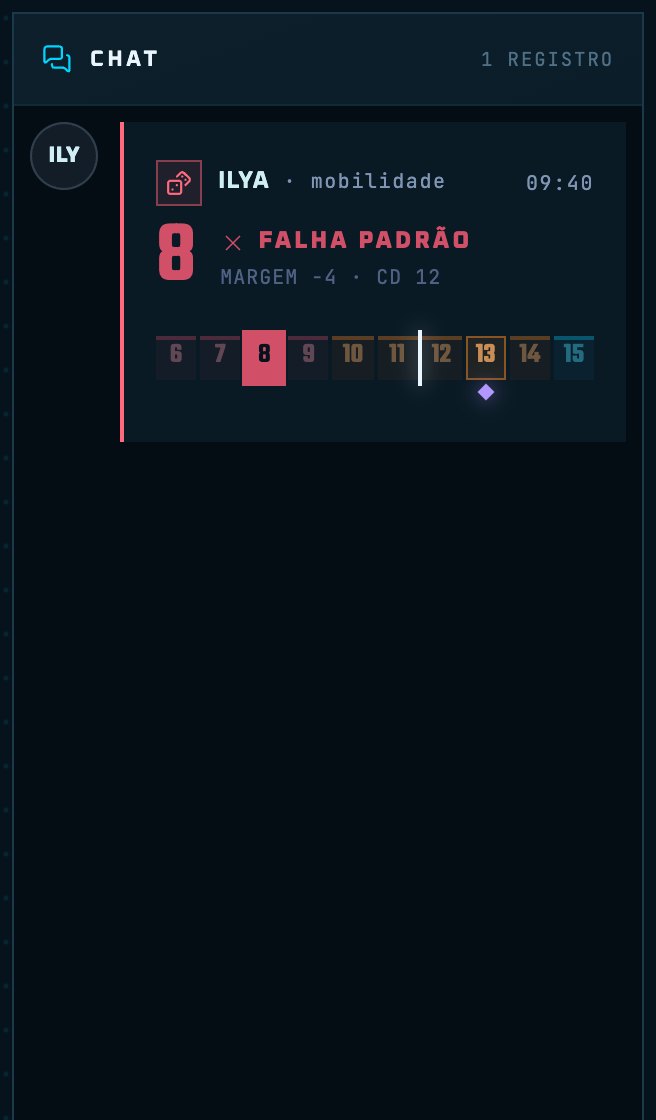 CHAT
1 REGISTRO
ILY
ILYA · mobilidade
09:40
8
× FALHA PADRÃO
MARGEM -4 · CD 12
6 7 8 9 10 11 12 13 14 15